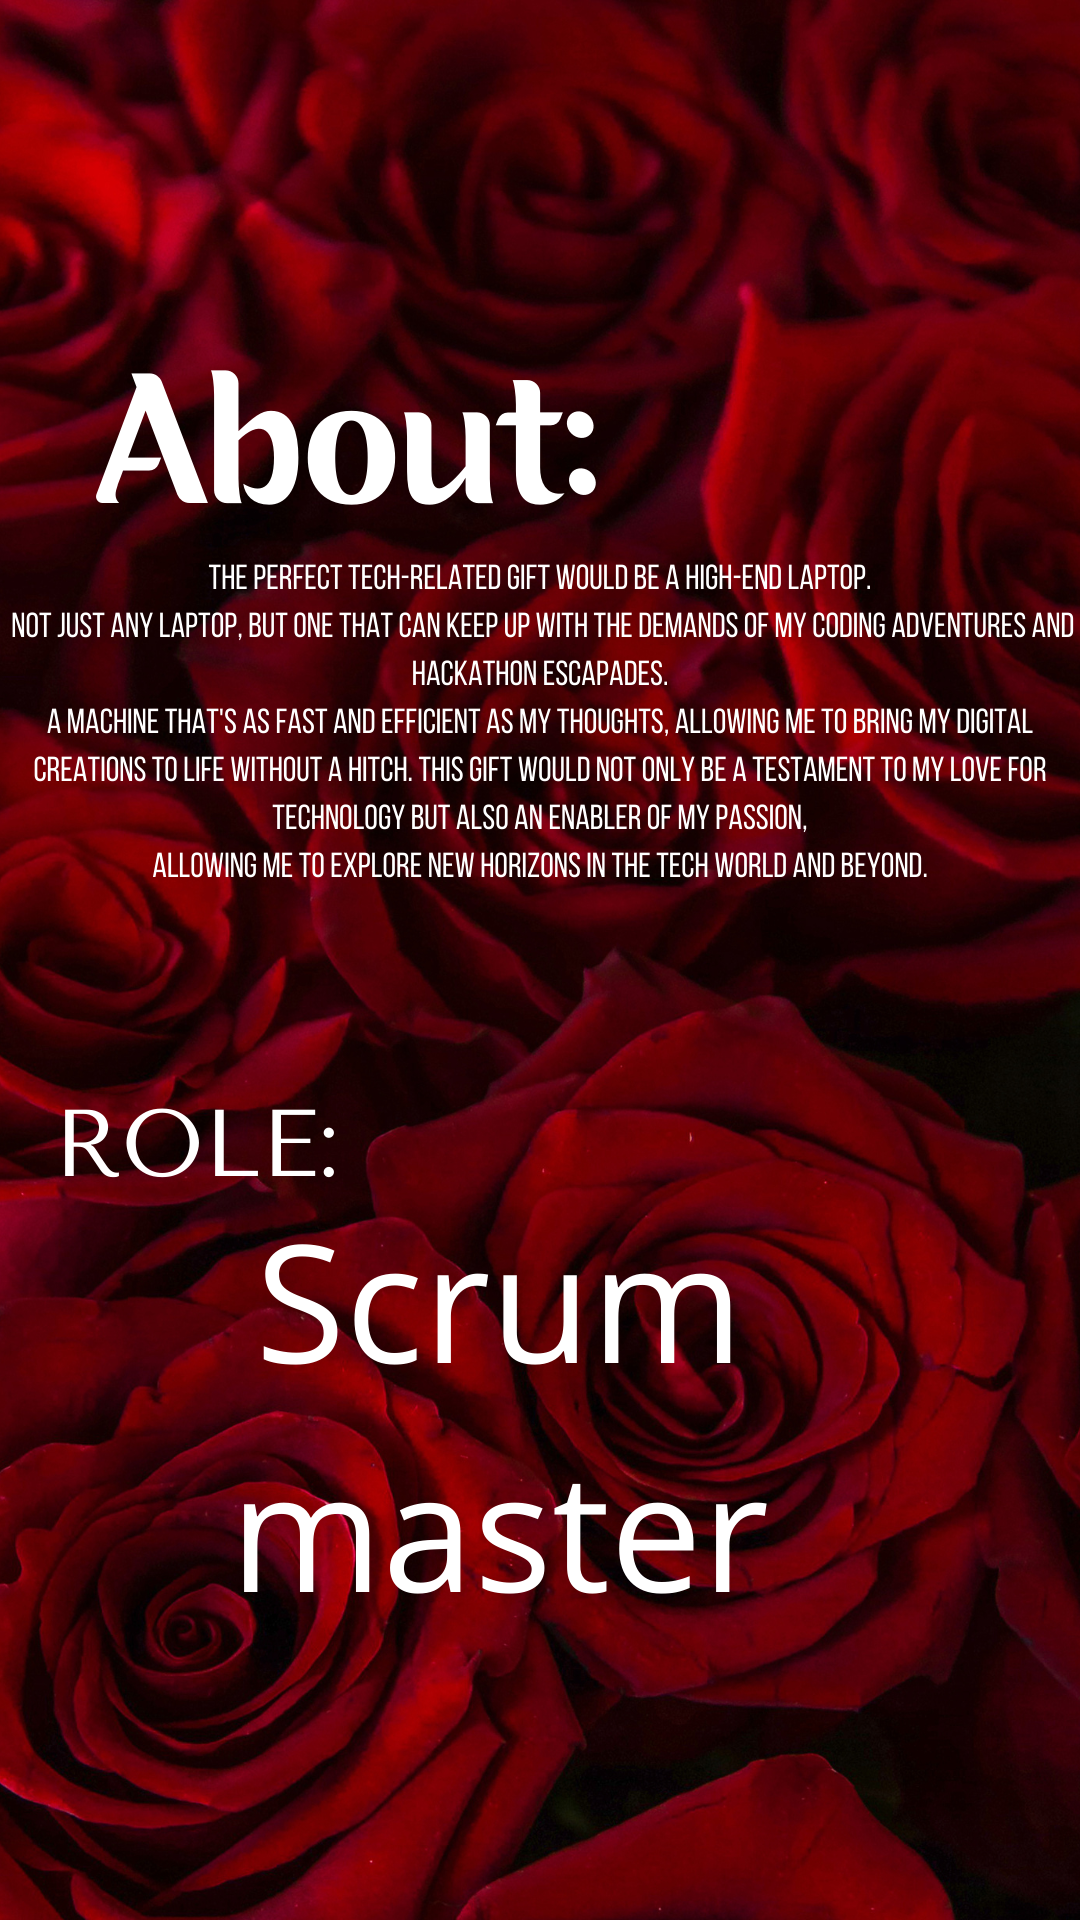 About:
THE PERFECT TECH-RELATED GIFT WOULD BE A HIGH-END LAPTOP.
NOT JUST ANY LAPTOP, BUT ONE THAT CAN KEEP UP WITH THE DEMANDS OF MY CODING ADVENTURES AND
HACKATHON ESCAPADES.
A MACHINE THAT'S AS FAST AND EFFICIENT AS MY THOUGHTS, ALLOWING ME TO BRING MY DIGITAL
CREATIONS TO LIFE WITHOUT A HITCH. THIS GIFT WOULD NOT ONLY BE A TESTAMENT TO MY LOVE FOR
TECHNOLOGY BUT ALSO AN ENABLER OF MY PASSION,
ALLOWING ME TO EXPLORE NEW HORIZONS IN THE TECH WORLD AND BEYOND.
ROLE:
Scrum
master